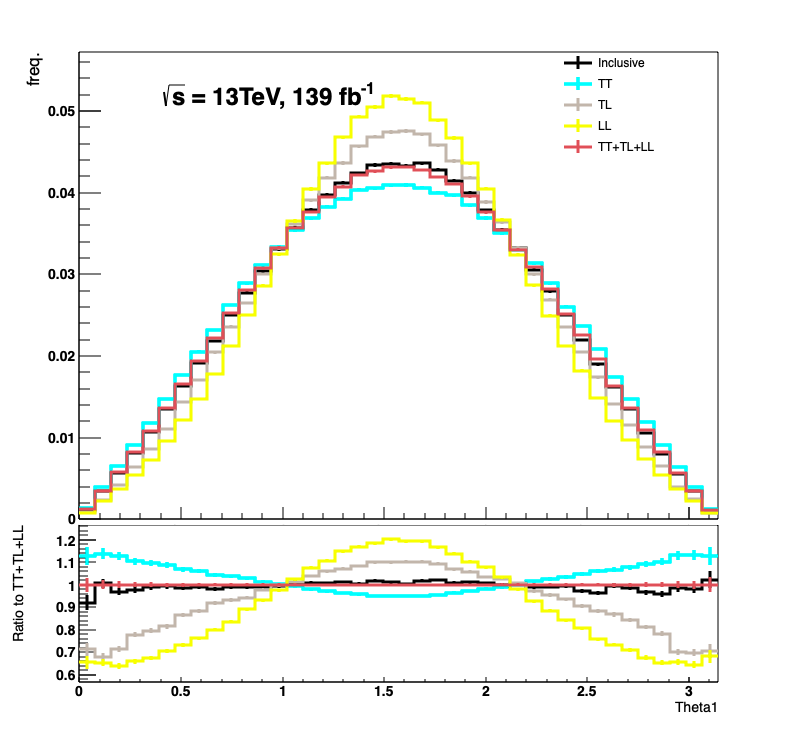 freq.
√s = 13TeV, 139 fb-1
Inclusive
TT
TL
LL
TT+TL+LL
0.05
0.04
0.03
0.02
0.01
0
Ratio to TT+TL+LL
1.2
1.1
1
0.9
0.8
0.7
0.6
0 0.5 1 1.5 2 2.5 3
Theta1